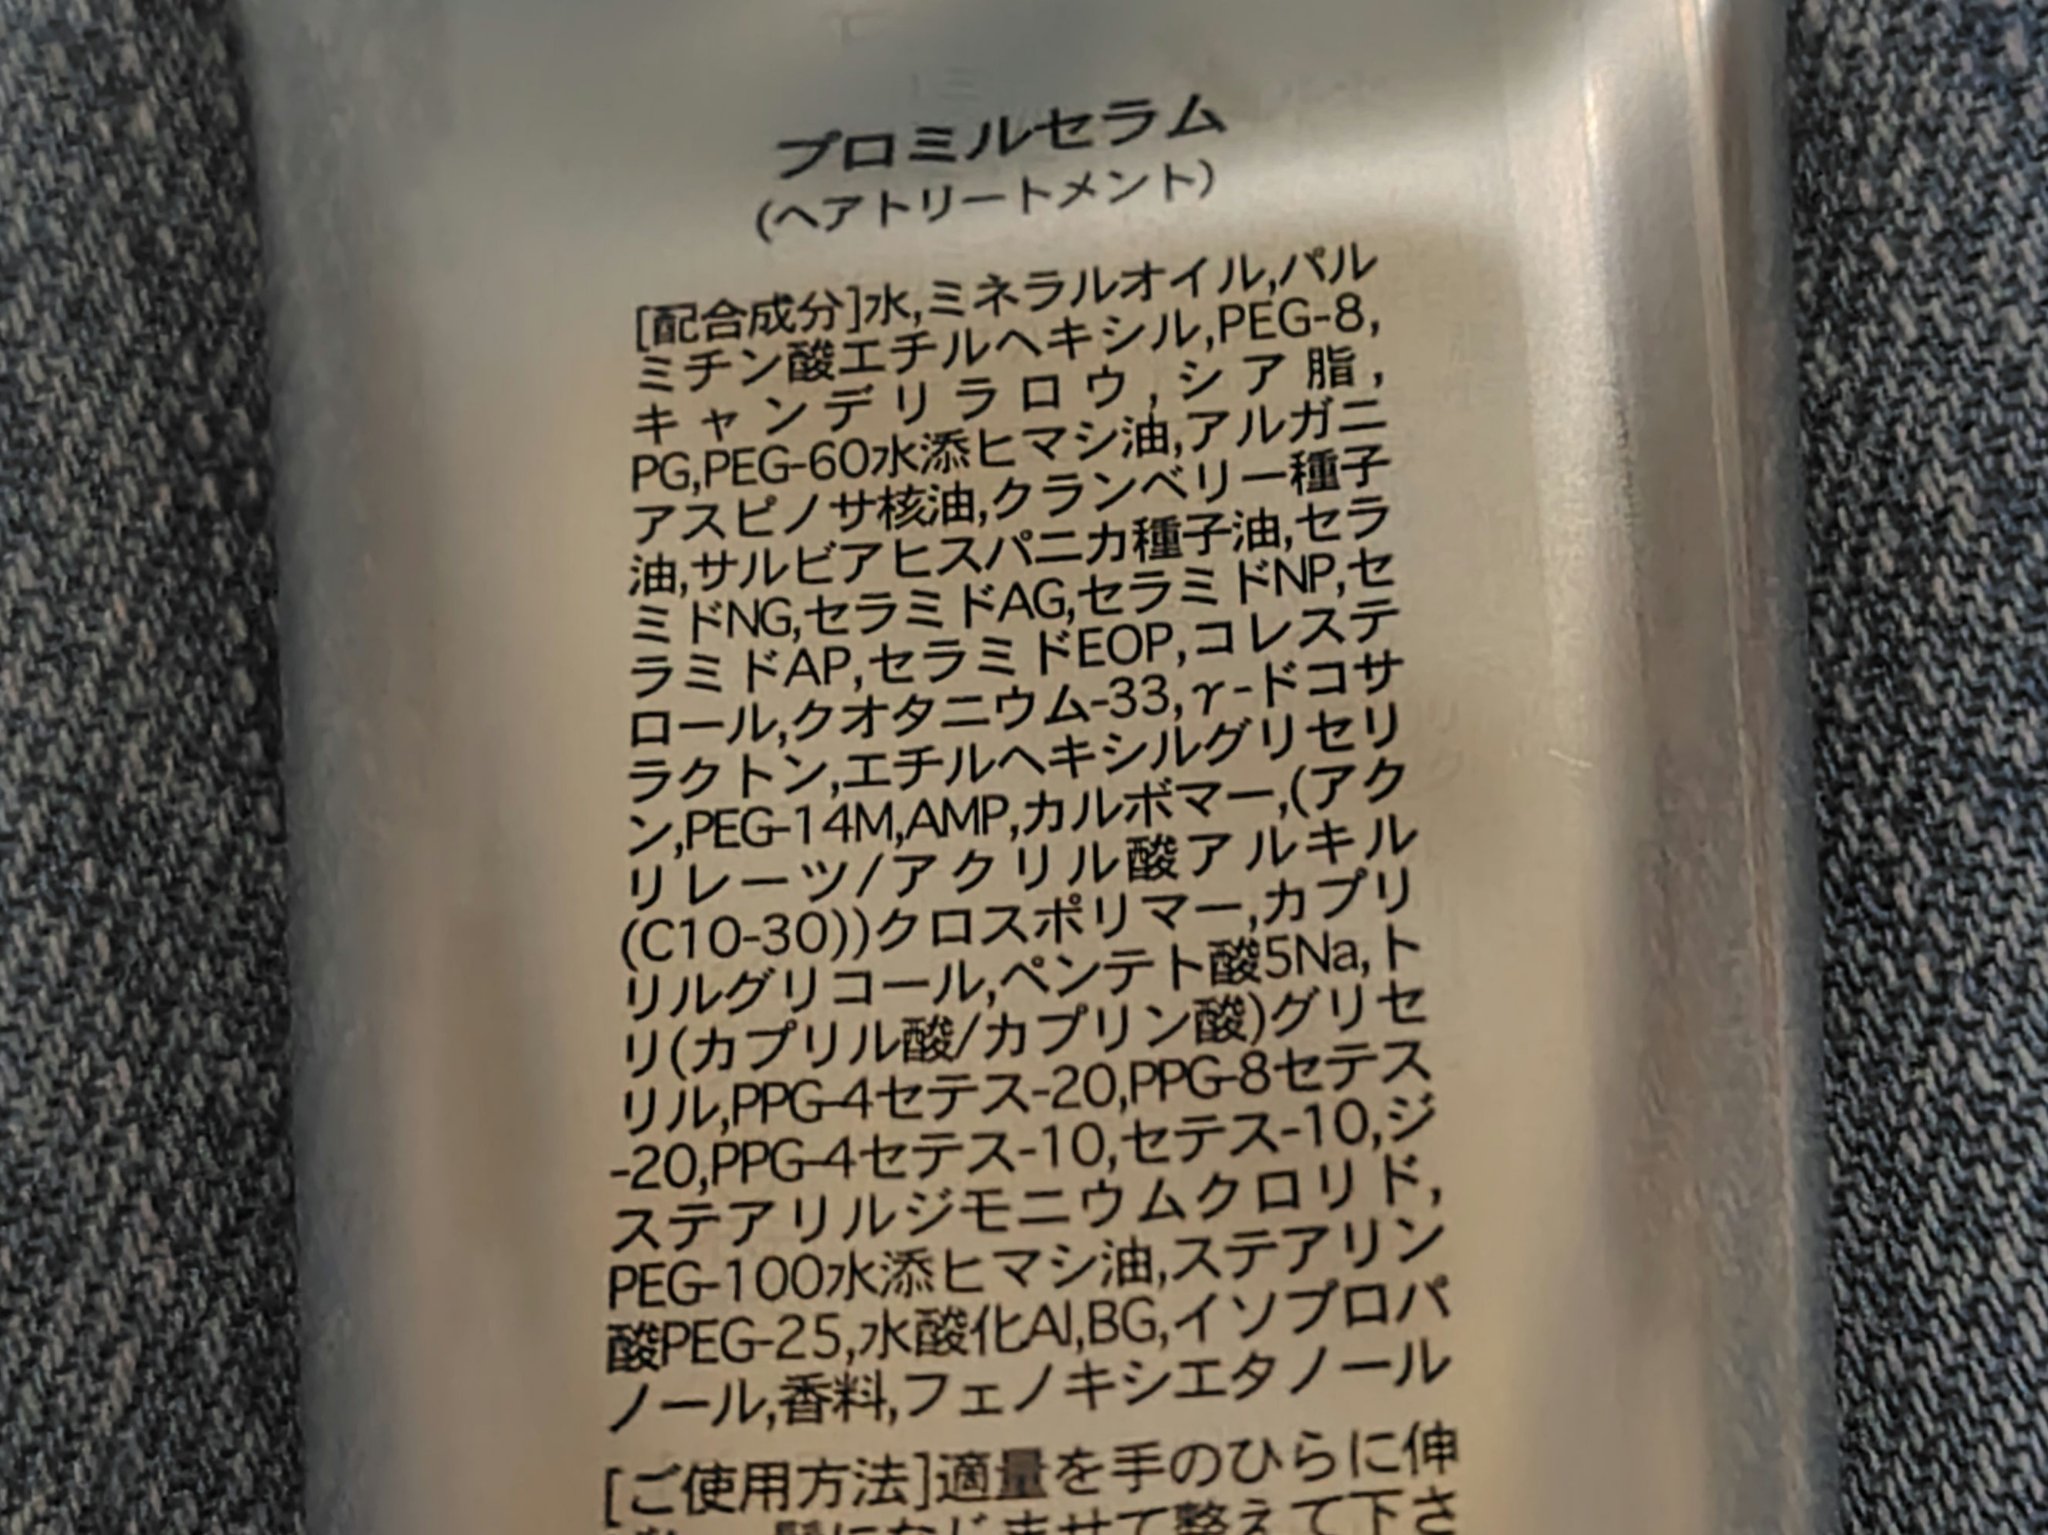 プロミルセラム
(ヘアトリートメント)
[配合成分]水,ミネラルオイル,パル
ミチン酸エチルヘキシル,PEG-8,
キャンデリラロウ,シア脂,
PG,PEG-60水添ヒマシ油,アルガニ
アスピノサ核油,クランベリー種子
油,サルビアヒスパニカ種子油,セラ
ミドNG,セラミドAG,セラミドNP,セ
ラミドAP,セラミドEOP,コレステ
ロール,クオタニウム-33,γ-ドコサ
ラクトン,エチルヘキシルグリセリ
ン,PEG-14M,AMP,カルボマー,(アク
リレーツ/アクリル酸アルキル
(C10-30))クロスポリマー,カプリ
リルグリコール,ペンテト酸5Na,ト
リ(カプリル酸/カプリン酸)グリセ
リル,PPG-4セテス-20,PPG-8セテス
-20,PPG-4セテス-10,セテス-10,ジ
ステアリルジモニウムクロリド,
PEG-100水添ヒマシ油,ステアリン
酸PEG-25,水酸化Al,BG,イソプロパ
ノール,香料,フェノキシエタノール
[ご使用方法]適量を手のひらに伸
髪になじませて整えて下さ